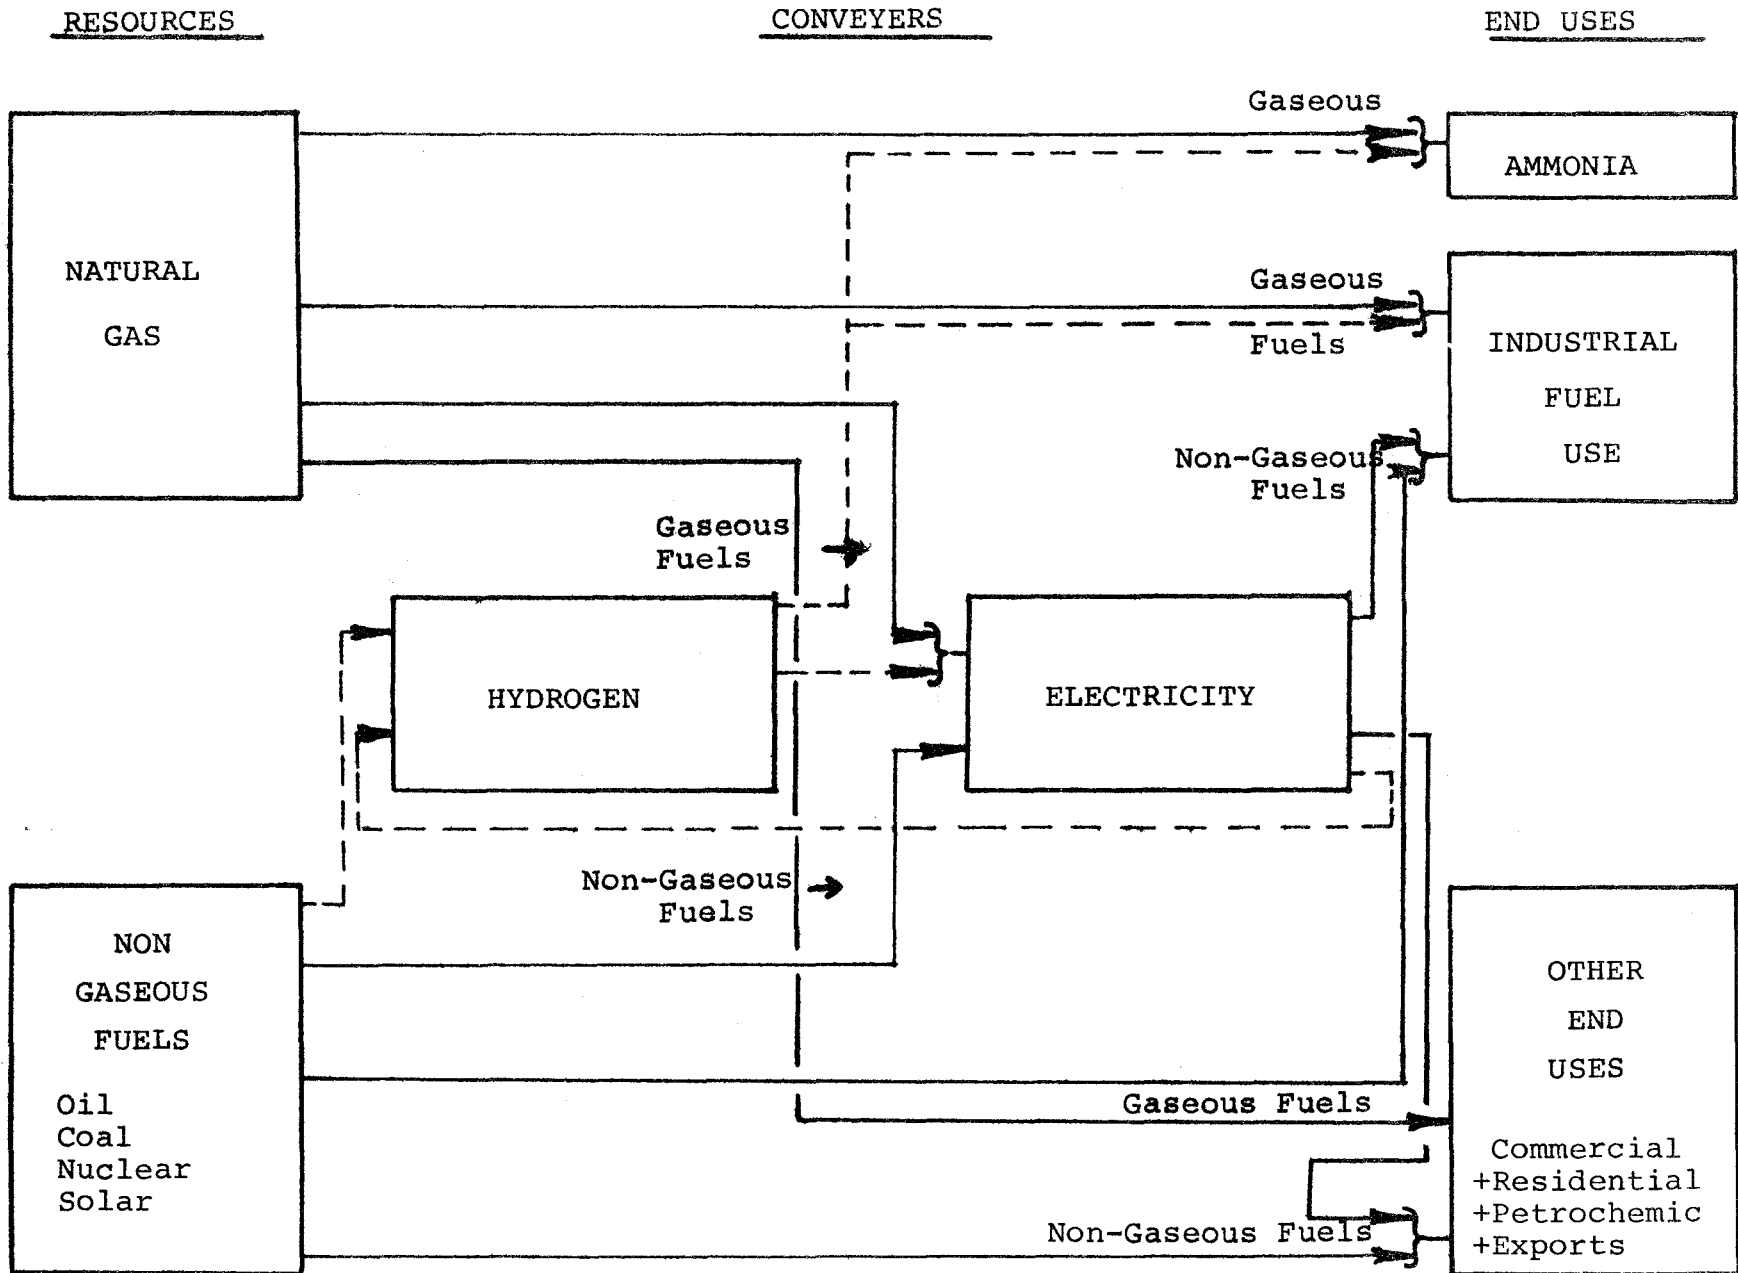 RESOURCES
CONVEYERS
END USES
Gaseous
AMMONIA
NATURAL
GAS
Gaseous
Fuels
INDUSTRIAL
FUEL
USE
Non-Gaseous
Fuels
Gaseous
Fuels
HYDROGEN
ELECTRICITY
Non-Gaseous
Fuels
NON
GASEOUS
FUELS
Oil
Coal
Nuclear
Solar
OTHER
END
USES
Gaseous Fuels
Commercial
+Residential
+Petrochemic
+Exports
Non-Gaseous Fuels